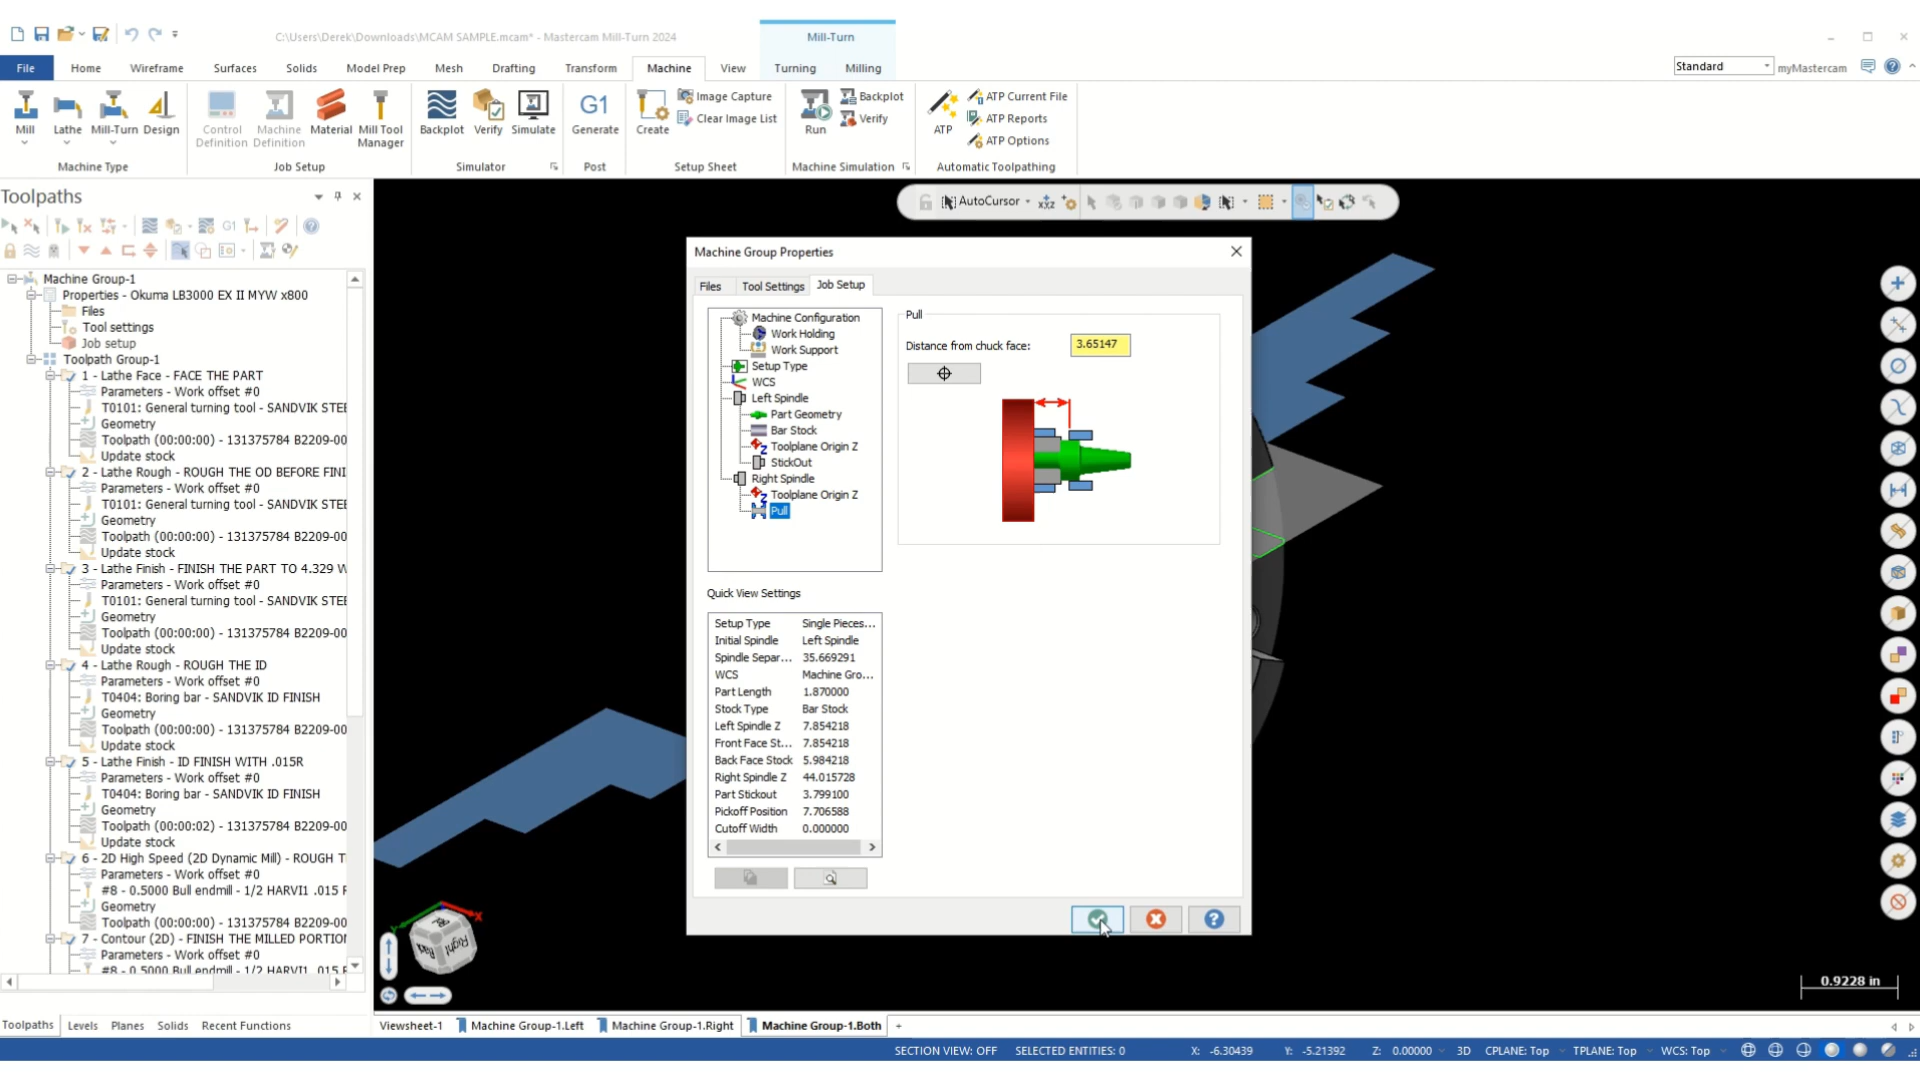 C:\Users\Derek\Downloads\MCAM SAMPLE.mcam* - Mastercam Mill-Turn 2024
Mill-Turn
File Home Wireframe Surfaces Solids Model Prep Mesh Drafting Transform Machine View Turning Milling
Standard myMastercam
Mill Lathe Mill-Turn Design
Control Definition
Machine Definition
Material
Mill Tool Manager
Backplot Verify Simulate
G1 Generate
Create
Image Capture
Clear Image List
Run
Backplot
Verify
ATP
ATP Current File
ATP Reports
ATP Options
Machine Type Job Setup Simulator Post Setup Sheet Machine Simulation Automatic Toolpathing
Toolpaths
G1
AutoCursor
Machine Group-1
Properties - Okuma LB3000 EX II MYW x800
Files
Tool settings
Job setup
Toolpath Group-1
1 - Lathe Face - FACE THE PART
Parameters - Work offset #0
T0101: General turning tool - SANDVIK STEE
Geometry
Toolpath (00:00:00) - 131375784 B2209-00
Update stock
2 - Lathe Rough - ROUGH THE OD BEFORE FINI
Parameters - Work offset #0
T0101: General turning tool - SANDVIK STEE
Geometry
Toolpath (00:00:00) - 131375784 B2209-00
Update stock
3 - Lathe Finish - FINISH THE PART TO 4.329 W
Parameters - Work offset #0
T0101: General turning tool - SANDVIK STEE
Geometry
Toolpath (00:00:00) - 131375784 B2209-00
Update stock
4 - Lathe Rough - ROUGH THE ID
Parameters - Work offset #0
T0404: Boring bar - SANDVIK ID FINISH
Geometry
Toolpath (00:00:00) - 131375784 B2209-00
Update stock
5 - Lathe Finish - ID FINISH WITH .015R
Parameters - Work offset #0
T0404: Boring bar - SANDVIK ID FINISH
Geometry
Toolpath (00:00:02) - 131375784 B2209-00
Update stock
6 - 2D High Speed (2D Dynamic Mill) - ROUGH T
Parameters - Work offset #0
#8 - 0.5000 Bull endmill - 1/2 HARVI1 .015 R
Geometry
Toolpath (00:00:00) - 131375784 B2209-00
7 - Contour (2D) - FINISH THE MILLED PORTION
Parameters - Work offset #0
#8 - 0.5000 Bull endmill - 1/2 HARVI1 .015 R
Machine Group Properties
Files Tool Settings Job Setup
Machine Configuration
Work Holding
Work Support
Setup Type
WCS
Left Spindle
Part Geometry
Bar Stock
Toolplane Origin Z
StickOut
Right Spindle
Toolplane Origin Z
Pull
Pull
Distance from chuck face: 3.65147
Quick View Settings
Setup Type Single Pieces...
Initial Spindle Left Spindle
Spindle Separ... 35.669291
WCS Machine Gro...
Part Length 1.870000
Stock Type Bar Stock
Left Spindle Z 7.854218
Front Face St... 7.854218
Back Face Stock 5.984218
Right Spindle Z 44.015728
Part Stickout 3.799100
Pickoff Position 7.706588
Cutoff Width 0.000000
Right
X
0.9228 in
Toolpaths Levels Planes Solids Recent Functions
Viewsheet-1 Machine Group-1.Left Machine Group-1.Right Machine Group-1.Both +
SECTION VIEW: OFF SELECTED ENTITIES: 0 X: -6.30439 Y: -5.21392 Z: 0.00000 3D CPLANE: Top TPLANE: Top WCS: Top